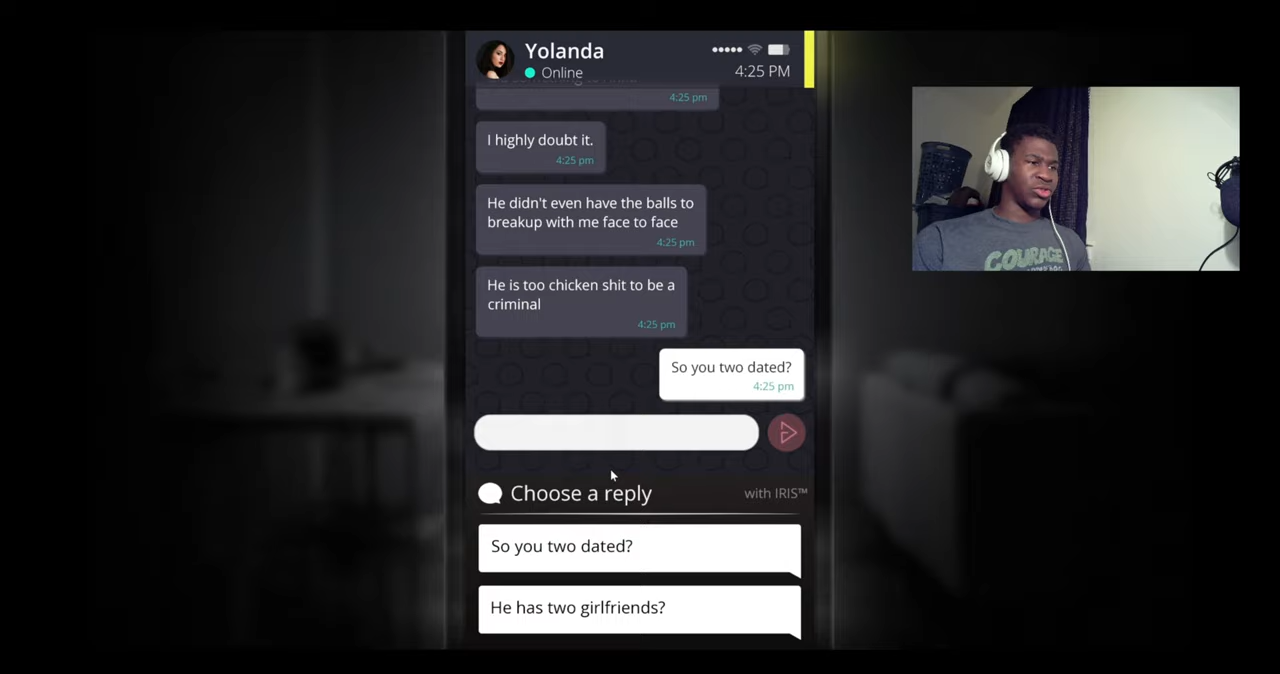 Yolanda
Online
4:25 PM
4:25 pm
I highly doubt it.
4:25 pm
He didn't even have the balls to
breakup with me face to face
4:25 pm
He is too chicken shit to be a
criminal
4:25 pm
So you two dated?
4:25 pm
Choose a reply
with IRIS™
So you two dated?
He has two girlfriends?
COURAGE